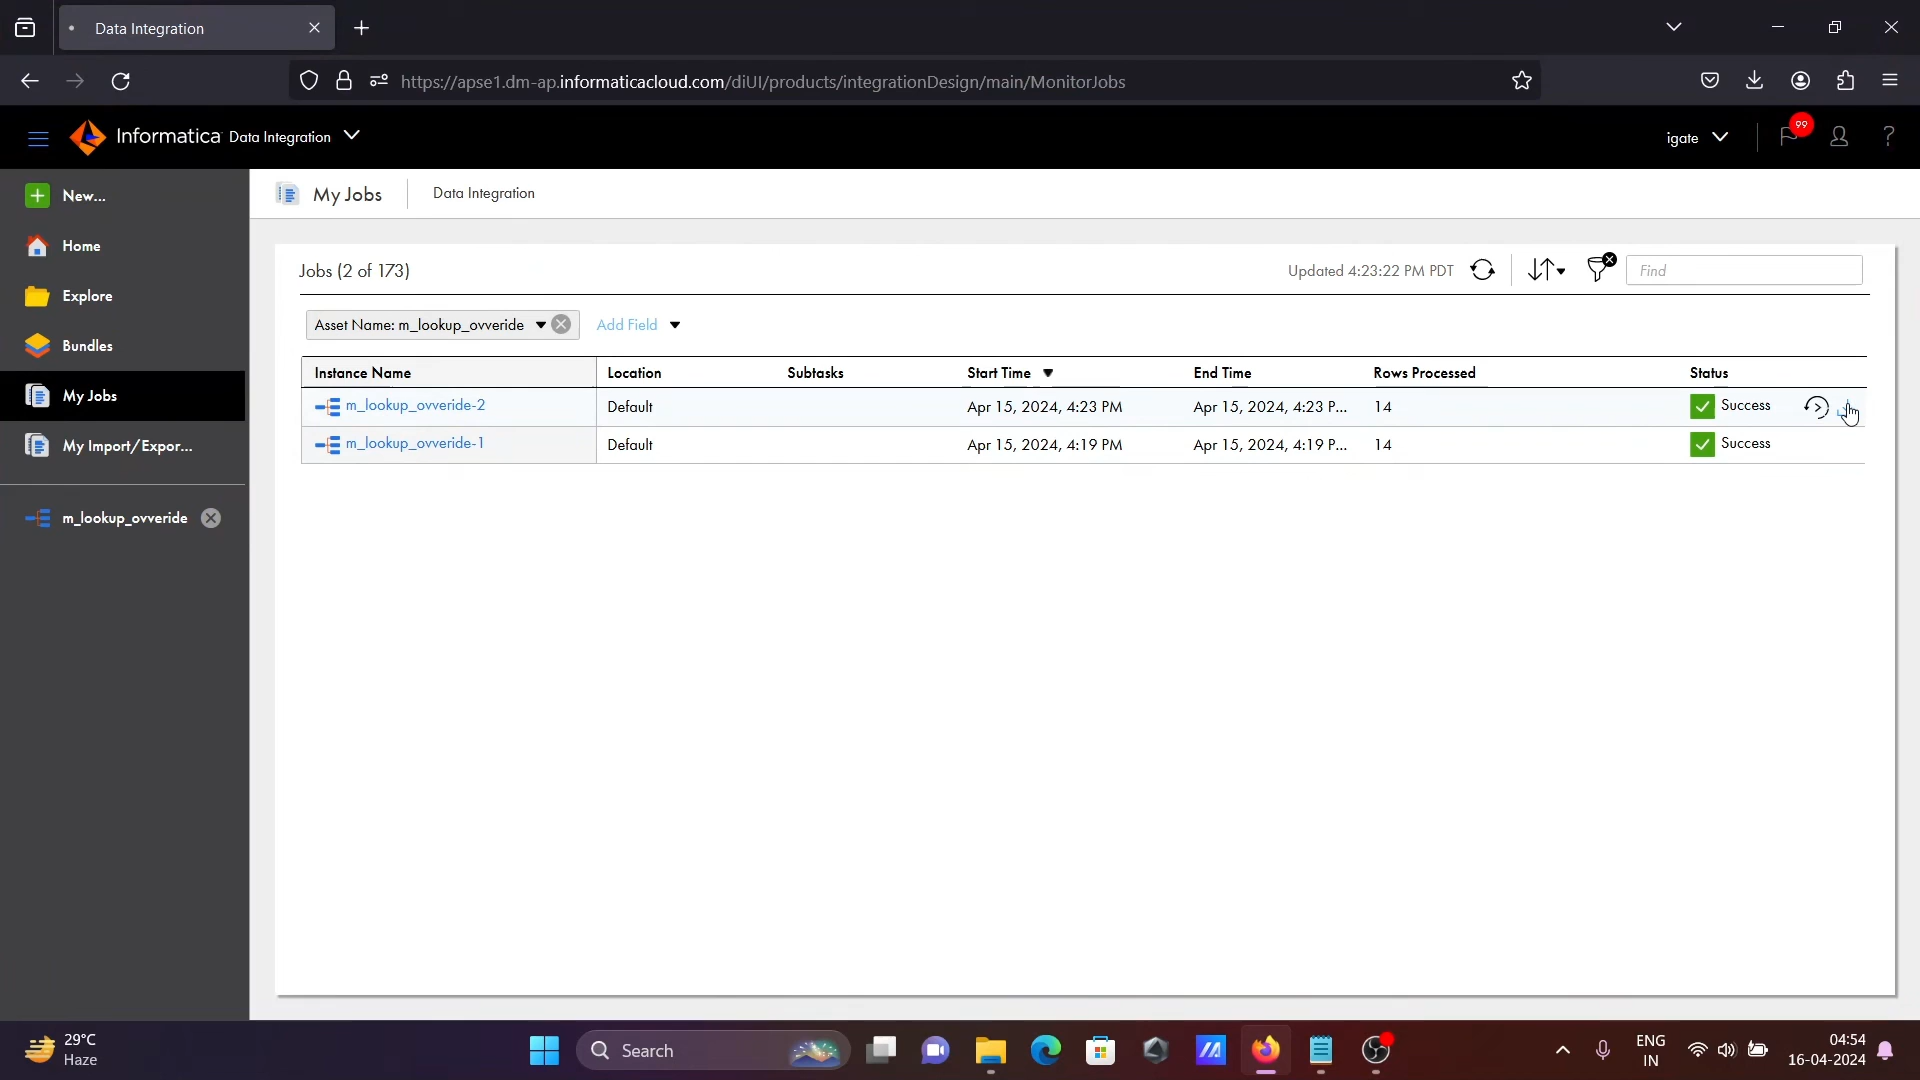 Data Integration
https://apse1.dm-ap.informaticacloud.com/diUI/products/integrationDesign/main/MonitorJobs
Informatica Data Integration
igate
99
?
New...
Home
Explore
Bundles
My Jobs
My Import/Expor...
m_lookup_ovveride
My Jobs
Data Integration
Jobs (2 of 173)
Updated 4:23:22 PM PDT
Find
Asset Name: m_lookup_ovveride
Add Field
Instance Name Location Subtasks Start Time End Time Rows Processed Status
m_lookup_ovveride-2 Default Apr 15, 2024, 4:23 PM Apr 15, 2024, 4:23 P... 14 Success
m_lookup_ovveride-1 Default Apr 15, 2024, 4:19 PM Apr 15, 2024, 4:19 P... 14 Success
29°C
Haze
Search
ENG
IN
04:54
16-04-2024